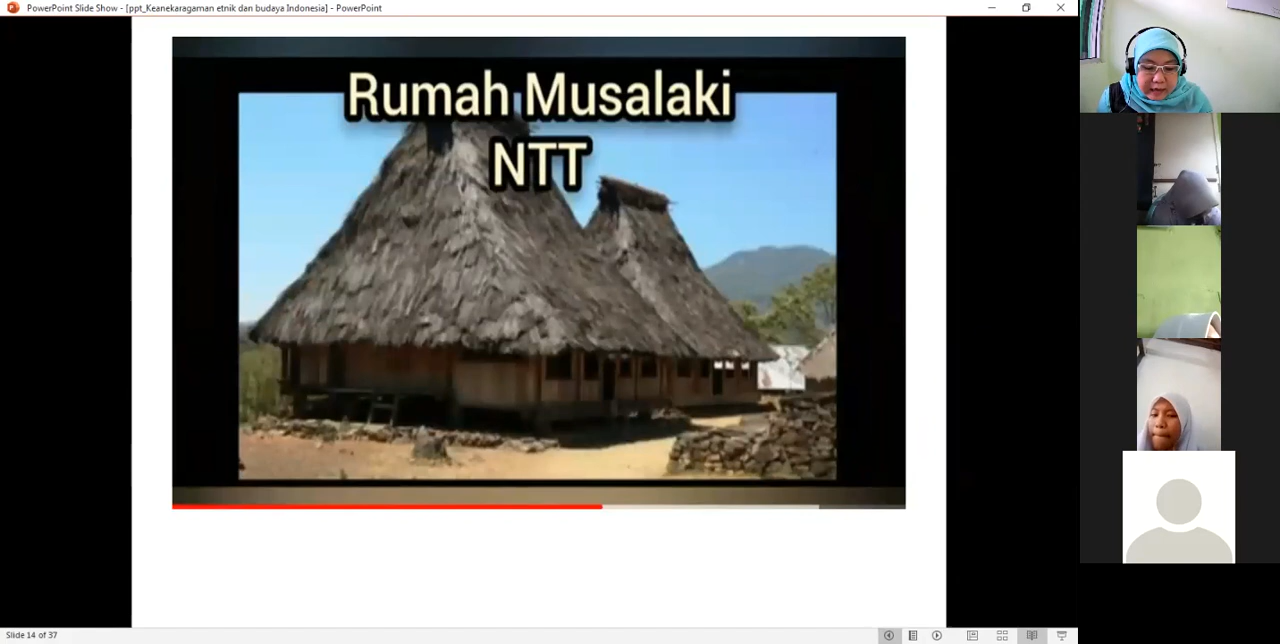 PowerPoint Slide Show - [ppt_Keanekaragaman etnik dan budaya Indonesia] - PowerPoint
Rumah Musalaki
NTT
Slide 14 of 37